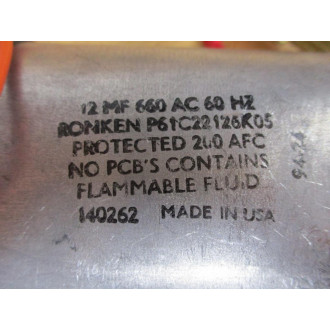 12 MF 660 AC 60 HZ
RONKEN P61C22126K05
PROTECTED 200 AFC
NO PCB'S CONTAINS
FLAMMABLE FLUID
140262 MADE IN USA